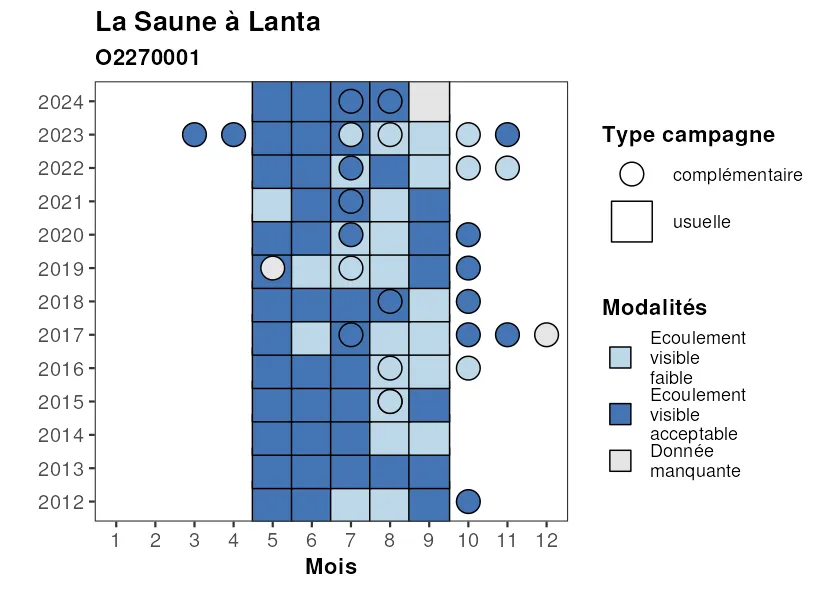 La Saune à Lanta
O2270001
2024
2023
2022
2021
2020
2019
2018
2017
2016
2015
2014
2013
2012
1 2 3 4 5 6 7 8 9 10 11 12
Mois
Type campagne
complémentaire
usuelle
Modalités
Ecoulement
visible
faible
Ecoulement
visible
acceptable
Donnée
manquante